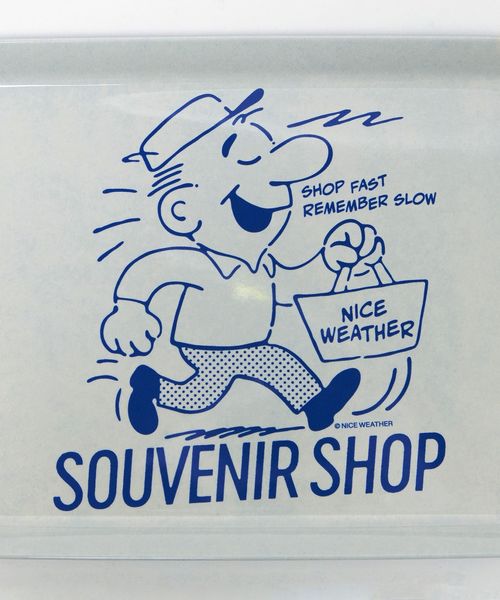 SHOP FAST
REMEMBER SLOW
NICE
WEATHER
© NICE WEATHER
SOUVENIR SHOP